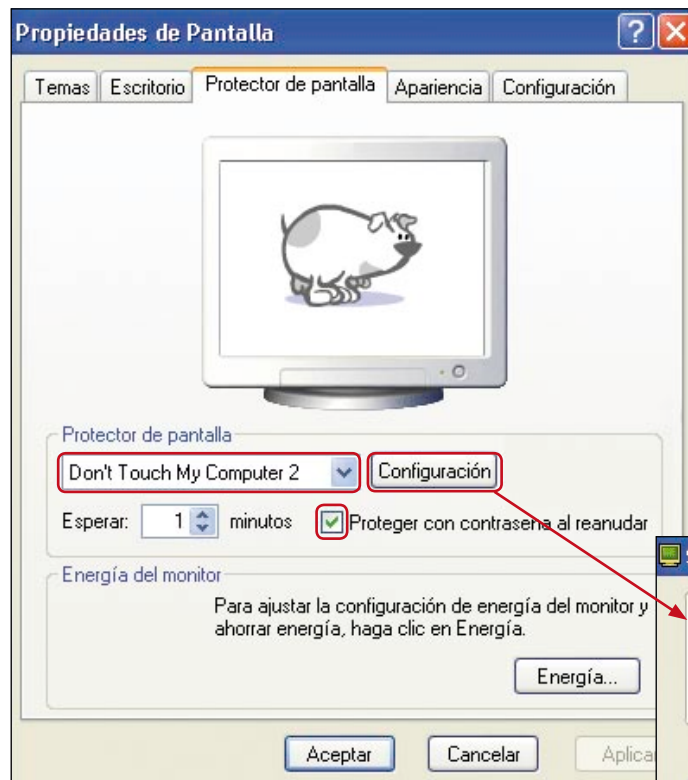 Propiedades de Pantalla
Temas Escritorio Protector de pantalla Apariencia Configuración
Protector de pantalla
Don't Touch My Computer 2 Configuración
Esperar: 1 minutos Proteger con contraseña al reanudar
Energía del monitor
Para ajustar la configuración de energía del monitor y
ahorrar energía, haga clic en Energía.
Energía...
Aceptar Cancelar